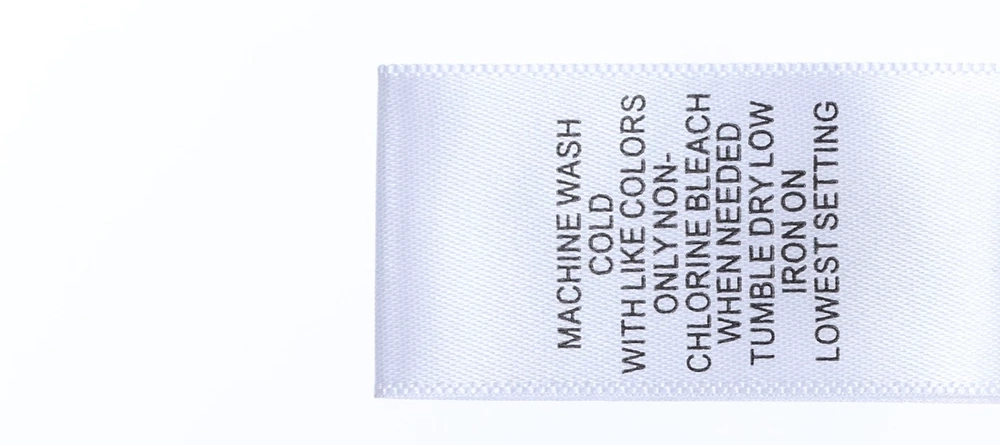 MACHINE WASH
COLD
WITH LIKE COLORS
ONLY NON-
CHLORINE BLEACH
WHEN NEEDED
TUMBLE DRY LOW
IRON ON
LOWEST SETTING